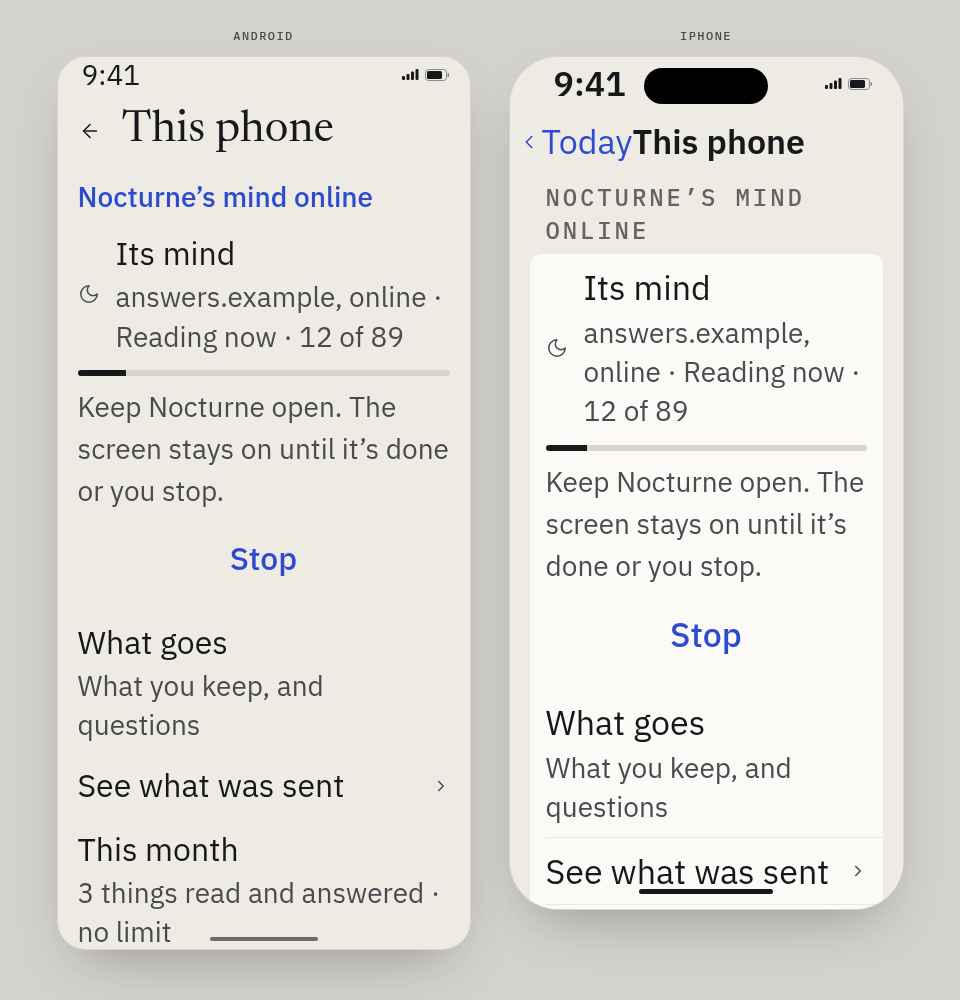 ANDROID
9:41
This phone
Nocturne’s mind online
Its mind
answers.example, online ·
Reading now · 12 of 89
Keep Nocturne open. The
screen stays on until it’s done
or you stop.
Stop
What goes
What you keep, and
questions
See what was sent
This month
3 things read and answered ·
no limit
IPHONE
9:41
Today
This phone
NOCTURNE’S MIND
ONLINE
Its mind
answers.example,
online · Reading now ·
12 of 89
Keep Nocturne open. The
screen stays on until it’s
done or you stop.
Stop
What goes
What you keep, and
questions
See what was sent